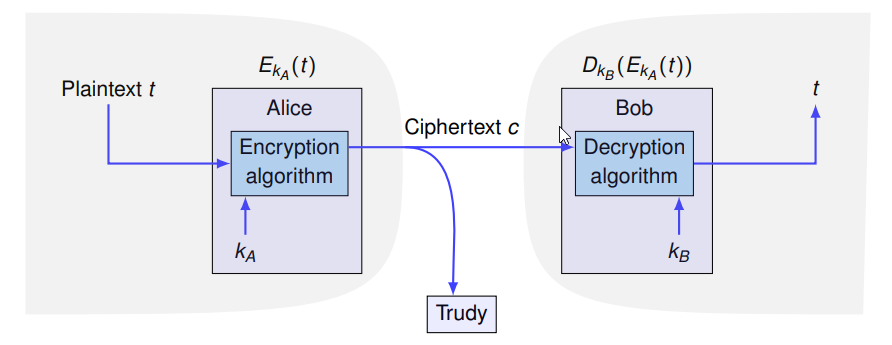 E_{k_A}(t)
D_{k_B}(E_{k_A}(t))
Plaintext t
Alice
Bob
t
Ciphertext c
Encryption
algorithm
Decryption
algorithm
k_A
k_B
Trudy